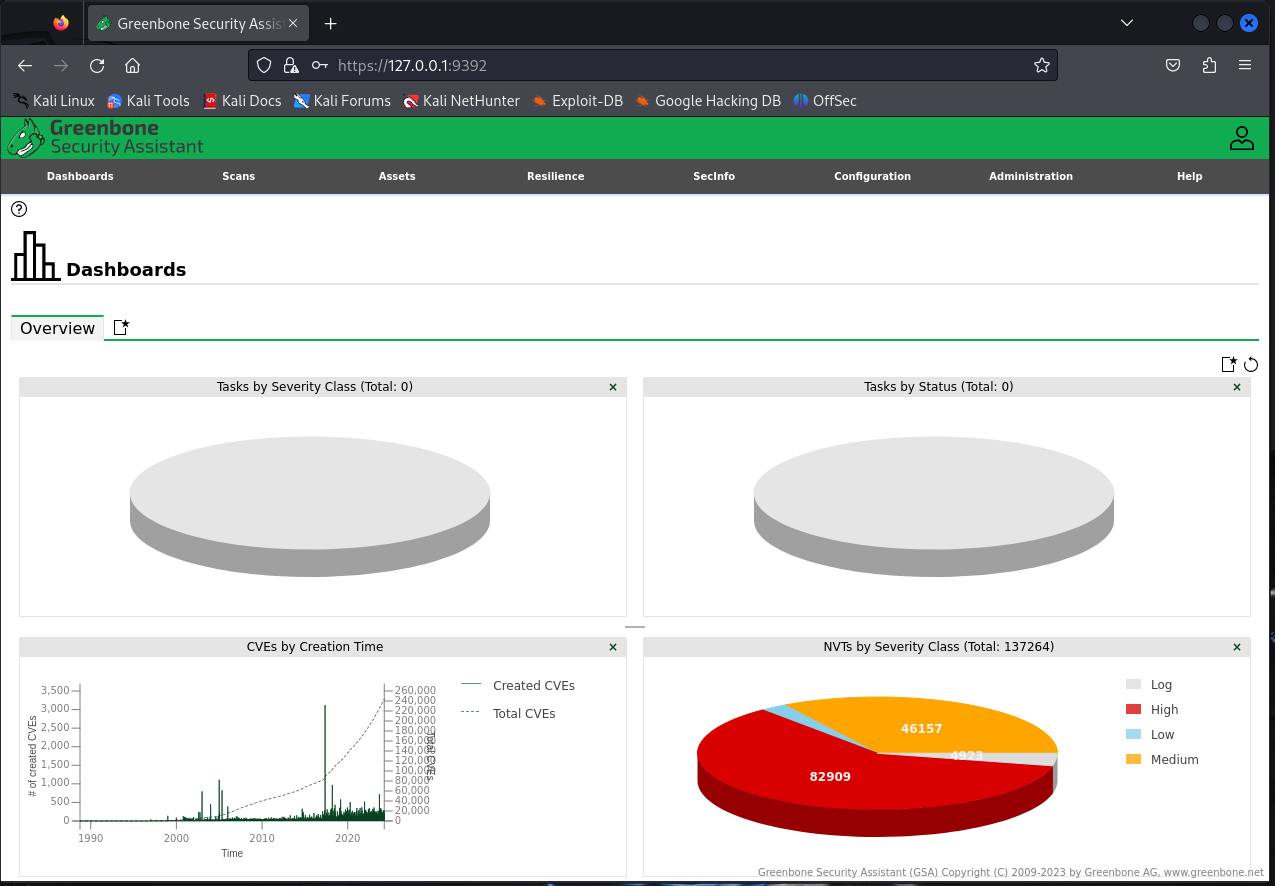 Greenbone Security Assis
https://127.0.0.1:9392
Kali Linux Kali Tools Kali Docs Kali Forums Kali NetHunter Exploit-DB Google Hacking DB OffSec
Greenbone
Security Assistant
Dashboards Scans Assets Resilience SecInfo Configuration Administration Help
Dashboards
Overview
Tasks by Severity Class (Total: 0)
Tasks by Status (Total: 0)
CVEs by Creation Time
# of created CVEs
3,500
3,000
2,500
2,000
1,500
1,000
500
0
1990 2000 2010 2020
Time
260,000
240,000
220,000
200,000
180,000
160,000
140,000
120,000
100,000
80,000
60,000
40,000
20,000
0
Total CVEs
Created CVEs
Total CVEs
NVTs by Severity Class (Total: 137264)
46157
4923
82909
Log
High
Low
Medium
Greenbone Security Assistant (GSA) Copyright (C) 2009-2023 by Greenbone AG, www.greenbone.net